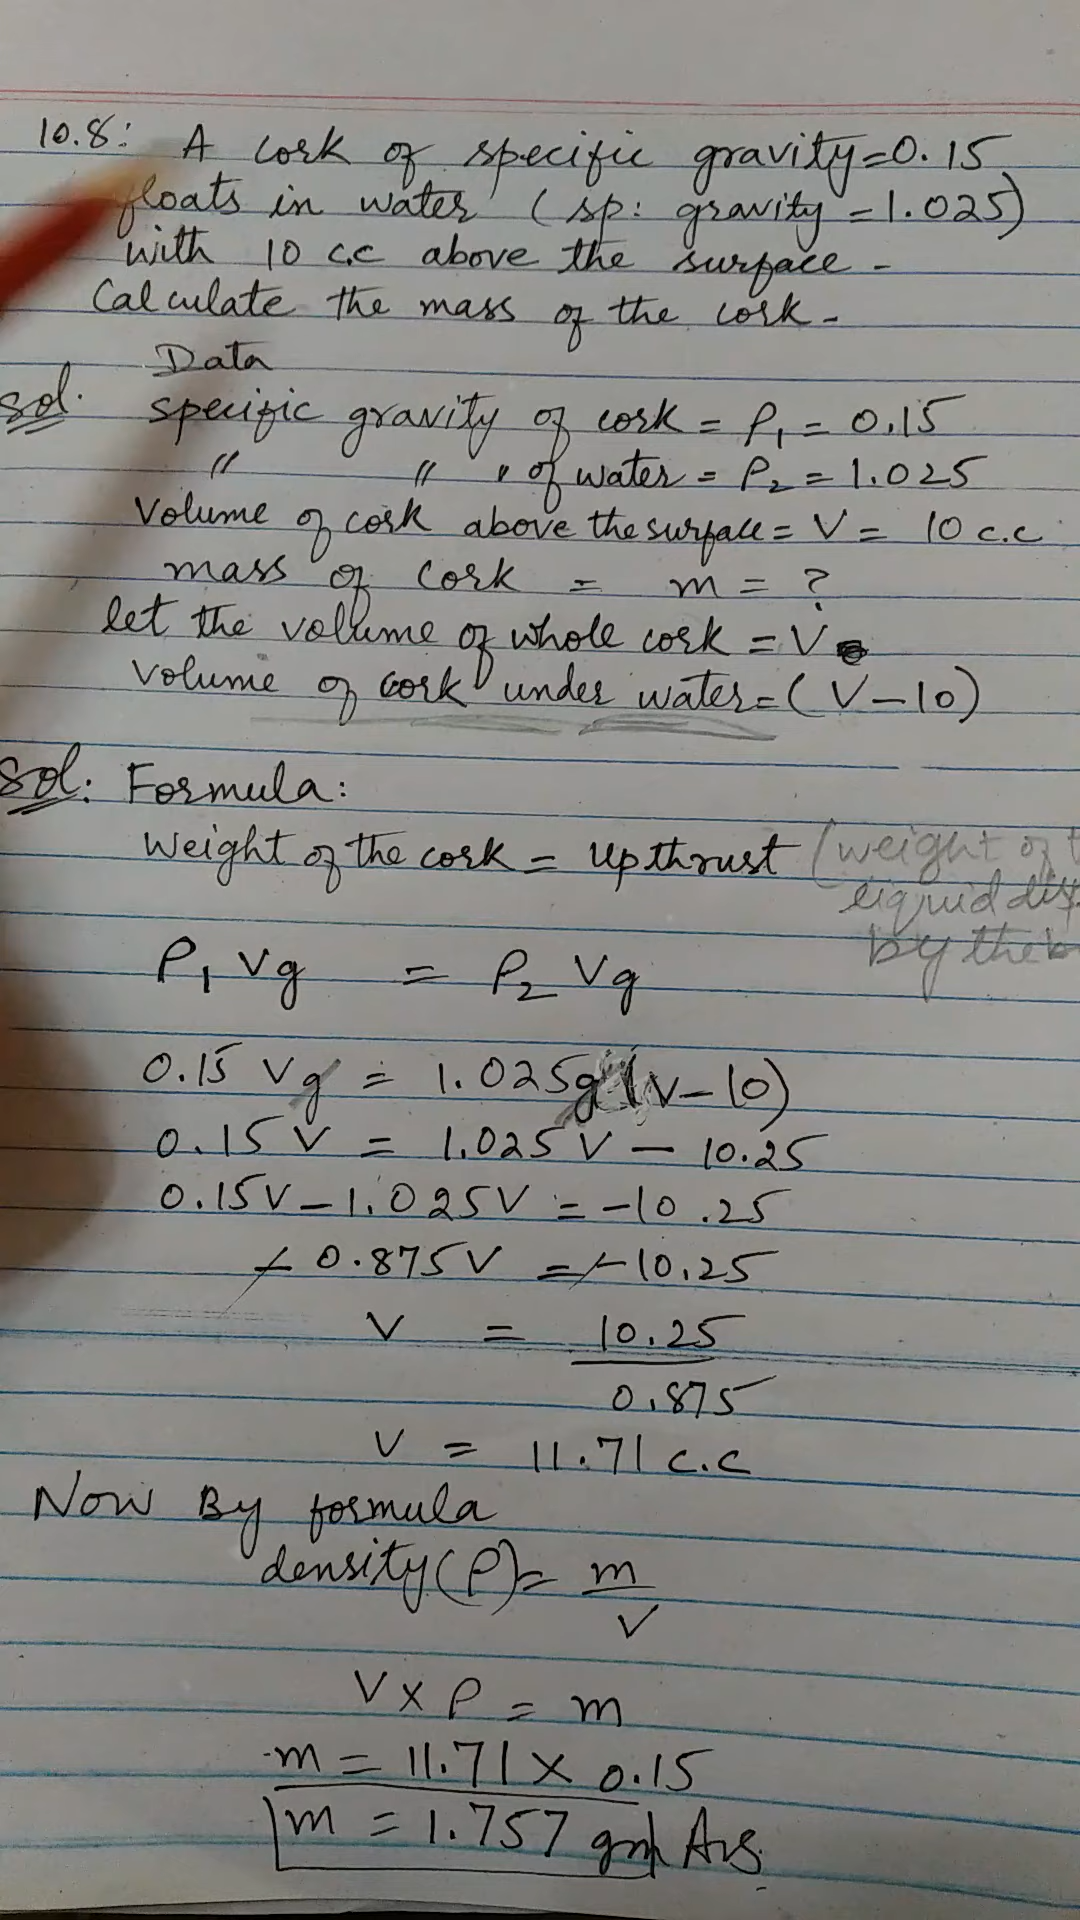 10.8: A cork of specific gravity=0.15
floats in water (sp: gravity = 1.025)
with 10 c.c above the surface -
Calculate the mass of the cork.
Data
Sol. specific gravity of cork = ρ₁ = 0.15
" " " of water = ρ₂ = 1.025
Volume of cork above the surface = V = 10 c.c
mass of cork = m = ?
let the volume of whole cork = V
Volume of cork under water = (V-10)
Sol: Formula:
Weight of the cork = upthrust (weight of
liquid
by the
ρ₁ Vg = ρ₂ Vg
0.15 Vg = 1.025g (V-10)
0.15 V = 1.025 V - 10.25
0.15V - 1.025V = -10.25
- 0.875V = -10.25
V = 10.25
0.875
V = 11.71 c.c
Now By formula
density (ρ) = m
V
V x ρ = m
m = 11.71 x 0.15
m = 1.757 gm Ans.